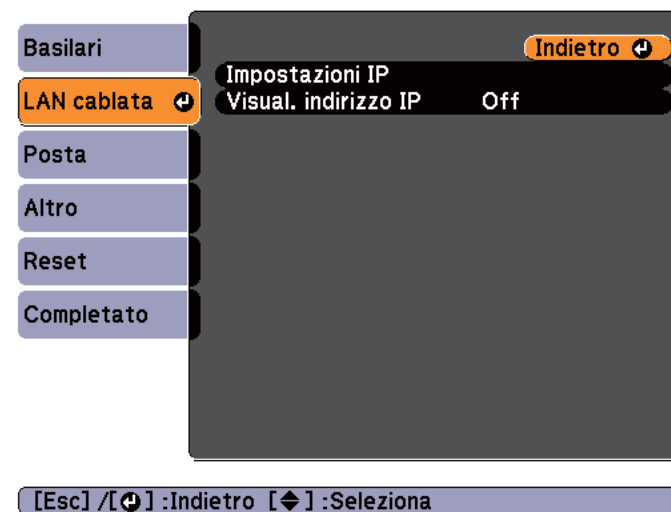 Basilari
LAN cablata
Posta
Altro
Reset
Completato
Indietro
Impostazioni IP
Visual. indirizzo IP Off
[Esc] /[⏎] :Indietro [◆] :Seleziona